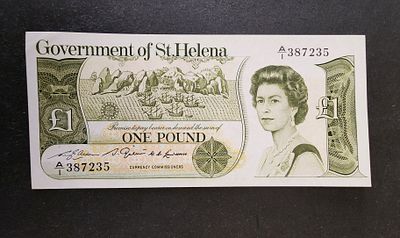 Government of St. Helena
A/1 387235
£1
£1
Promise to pay bearer on demand the sum of
ONE POUND
A/1 387235
CURRENCY COMMISSIONERS